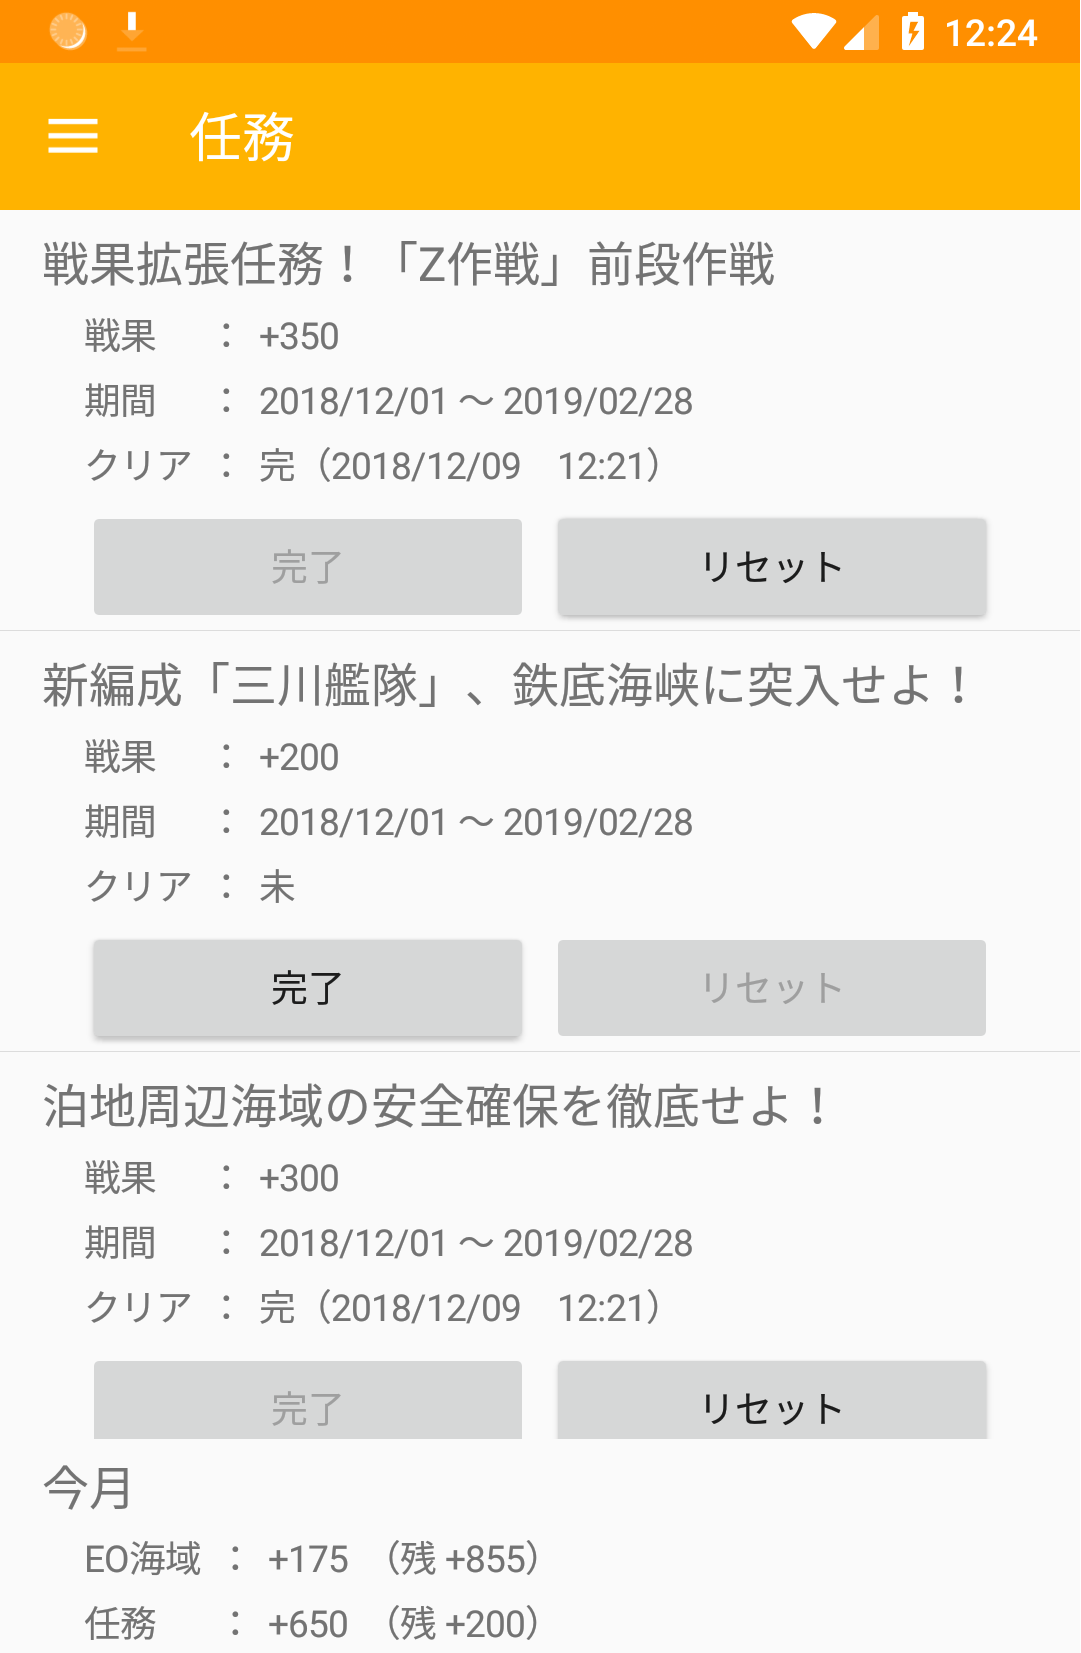 12:24
任務
戦果拡張任務！「Z作戦」前段作戦
戦果 ： +350
期間 ： 2018/12/01 ～ 2019/02/28
クリア ： 完（2018/12/09　12:21）
完了 リセット
新編成「三川艦隊」、鉄底海峡に突入せよ！
戦果 ： +200
期間 ： 2018/12/01 ～ 2019/02/28
クリア ： 未
完了 リセット
泊地周辺海域の安全確保を徹底せよ！
戦果 ： +300
期間 ： 2018/12/01 ～ 2019/02/28
クリア ： 完（2018/12/09　12:21）
完了 リセット
今月
EO海域 ： +175 （残 +855）
任務 ： +650 （残 +200）